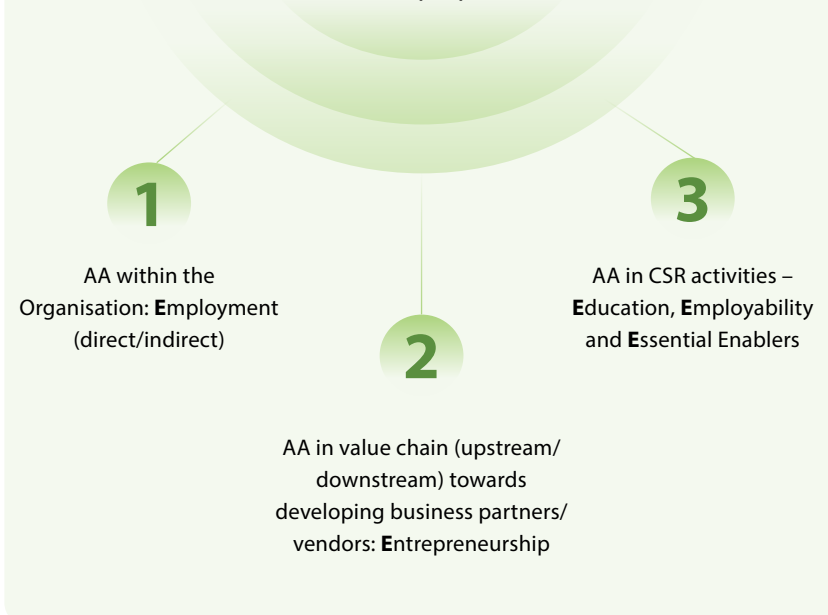 1
AA within the
Organisation: Employment
(direct/indirect)
2
AA in value chain (upstream/
downstream) towards
developing business partners/
vendors: Entrepreneurship
3
AA in CSR activities –
Education, Employability
and Essential Enablers